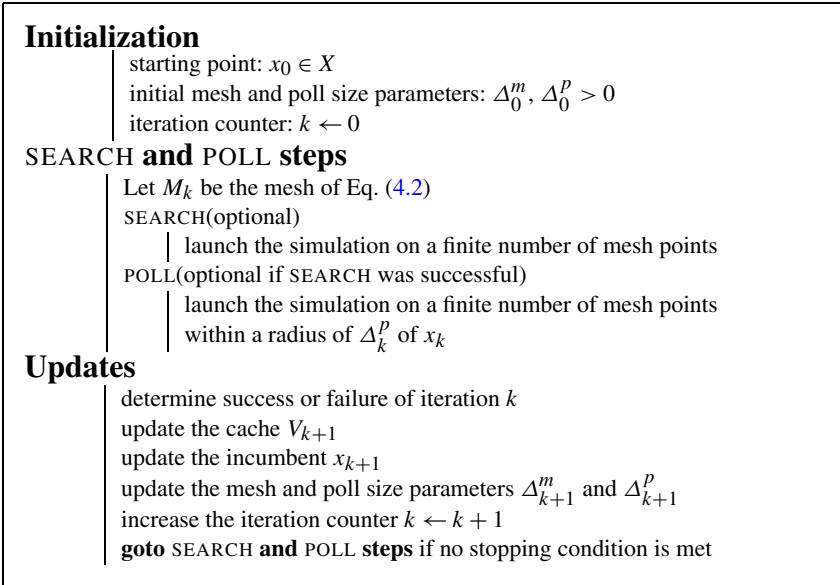 Initialization
starting point: x₀ ∈ X
initial mesh and poll size parameters: Δ₀ᵐ, Δ₀ᵖ > 0
iteration counter: k ← 0
SEARCH and POLL steps
Let Mₖ be the mesh of Eq. (4.2)
SEARCH(optional)
launch the simulation on a finite number of mesh points
POLL(optional if SEARCH was successful)
launch the simulation on a finite number of mesh points
within a radius of Δₖᵖ of xₖ
Updates
determine success or failure of iteration k
update the cache Vₖ₊₁
update the incumbent xₖ₊₁
update the mesh and poll size parameters Δₖ₊₁ᵐ and Δₖ₊₁ᵖ
increase the iteration counter k ← k + 1
goto SEARCH and POLL steps if no stopping condition is met